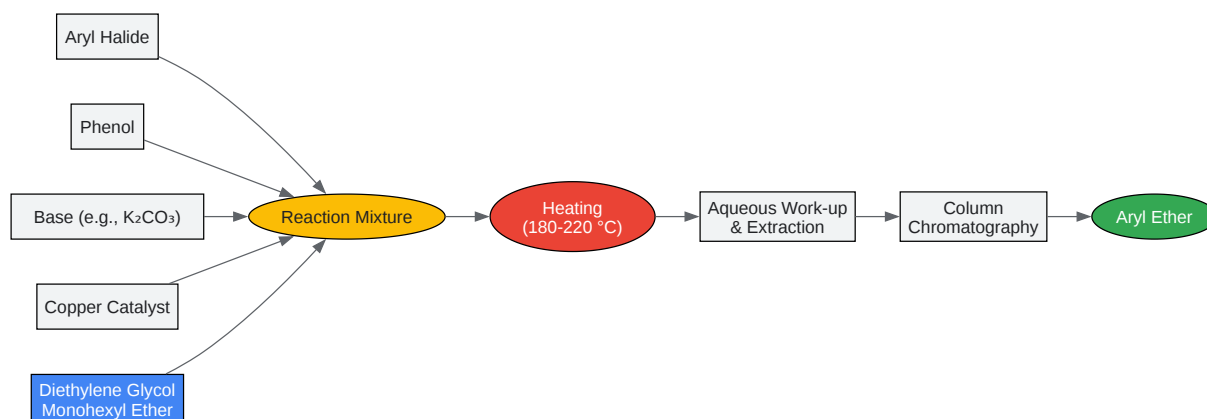 Aryl Halide
Phenol
Base (e.g., K₂CO₃)
Copper Catalyst
Diethylene Glycol
Monohexyl Ether
Reaction Mixture
Heating
(180-220 °C)
Aqueous Work-up
& Extraction
Column
Chromatography
Aryl Ether